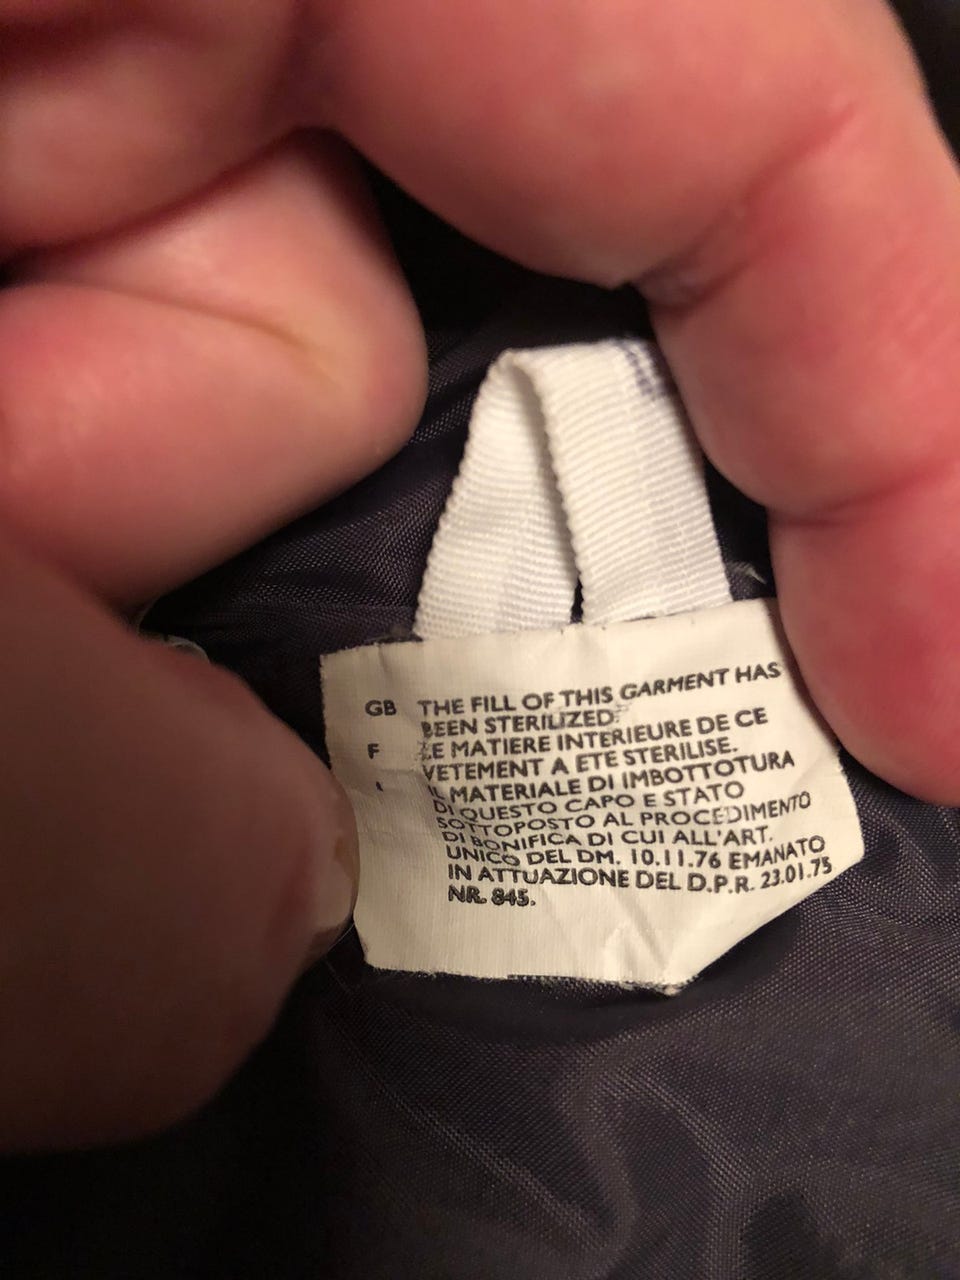 GB THE FILL OF THIS GARMENT HAS
BEEN STERILIZED.
F LE MATIERE INTERIEURE DE CE
VETEMENT A ETE STERILISE.
I IL MATERIALE DI IMBOTTOTURA
DI QUESTO CAPO E STATO
SOTTOPOSTO AL PROCEDIMENTO
DI BONIFICA DI CUI ALL'ART.
UNICO DEL DM. 10.11.76 EMANATO
IN ATTUAZIONE DEL D.P.R. 23.01.75
NR. 845.